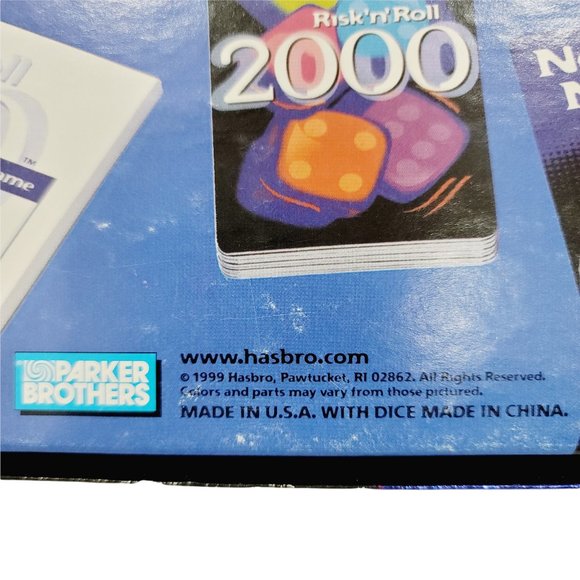 Risk'n'Roll
2000
TM
PARKER
BROTHERS
www.hasbro.com
© 1999 Hasbro, Pawtucket, RI 02862. All Rights Reserved.
Colors and parts may vary from those pictured.
MADE IN U.S.A. WITH DICE MADE IN CHINA.